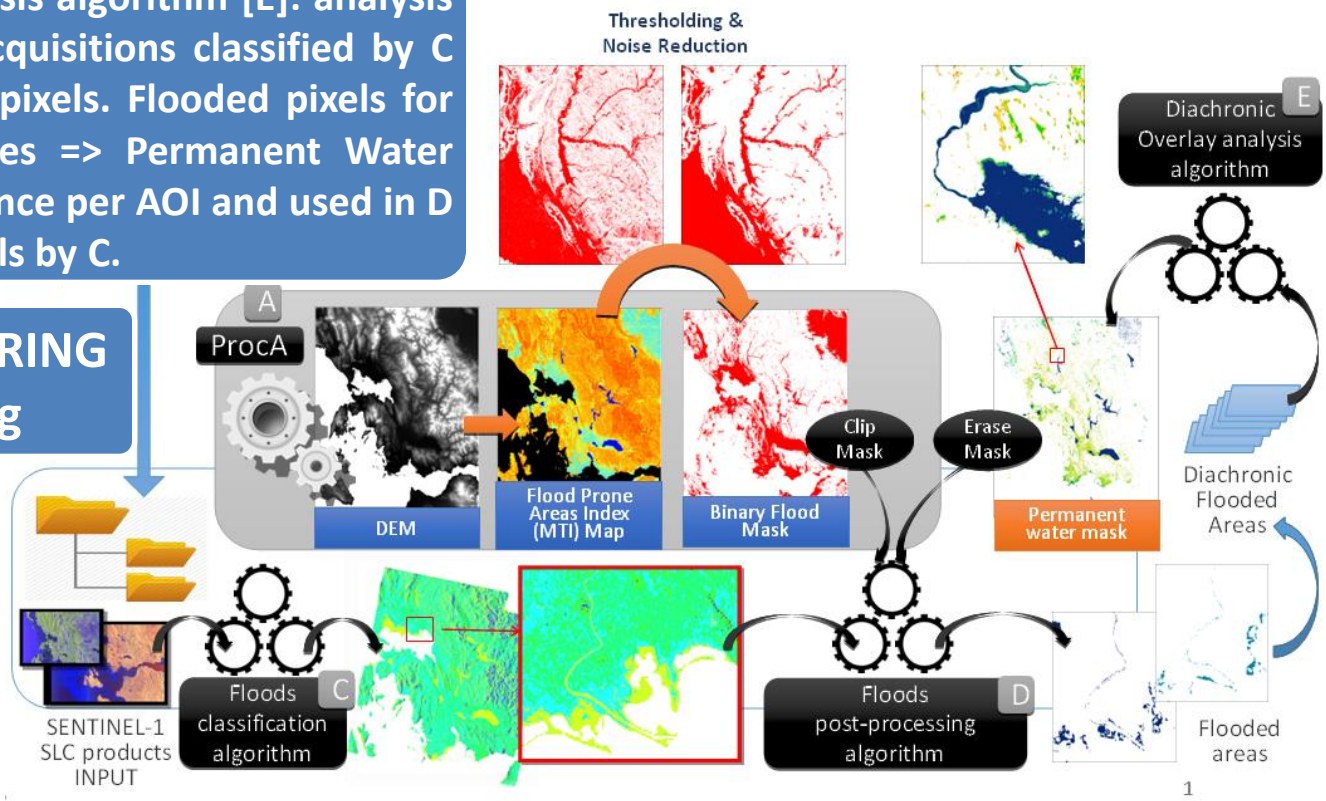 sis algorithm [E]: analysis
cquisitions classified by C
pixels. Flooded pixels for
es => Permanent Water
nce per AOI and used in D
ls by C.
RING
g
Thresholding &
Noise Reduction
E
Diachronic
Overlay analysis
algorithm
A
ProcA
Clip
Mask
Erase
Mask
DEM
Flood Prone
Areas Index
(MTI) Map
Binary Flood
Mask
Permanent
water mask
Diachronic
Flooded
Areas
SENTINEL-1
SLC products
INPUT
C
Floods
classification
algorithm
D
Floods
post-processing
algorithm
Flooded
areas
1